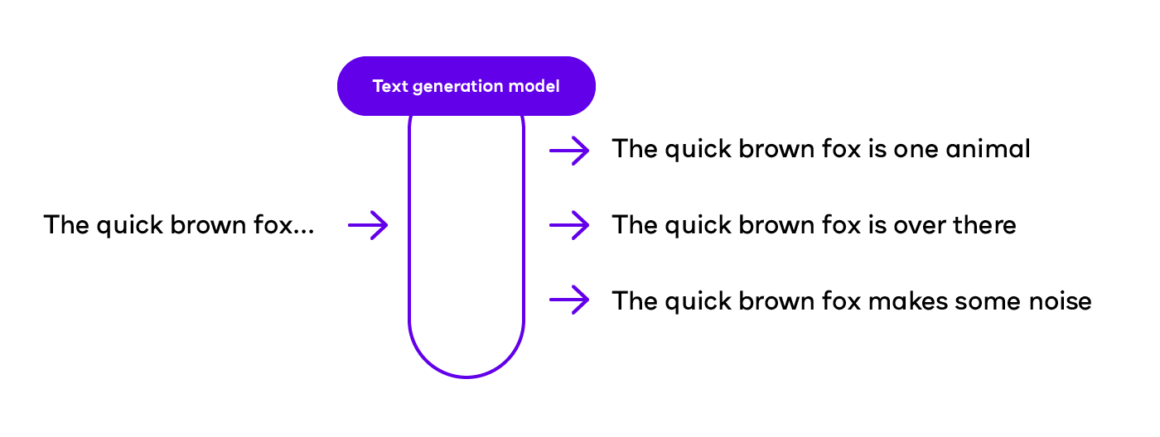 Text generation model
The quick brown fox is one animal
The quick brown fox...
The quick brown fox is over there
The quick brown fox makes some noise